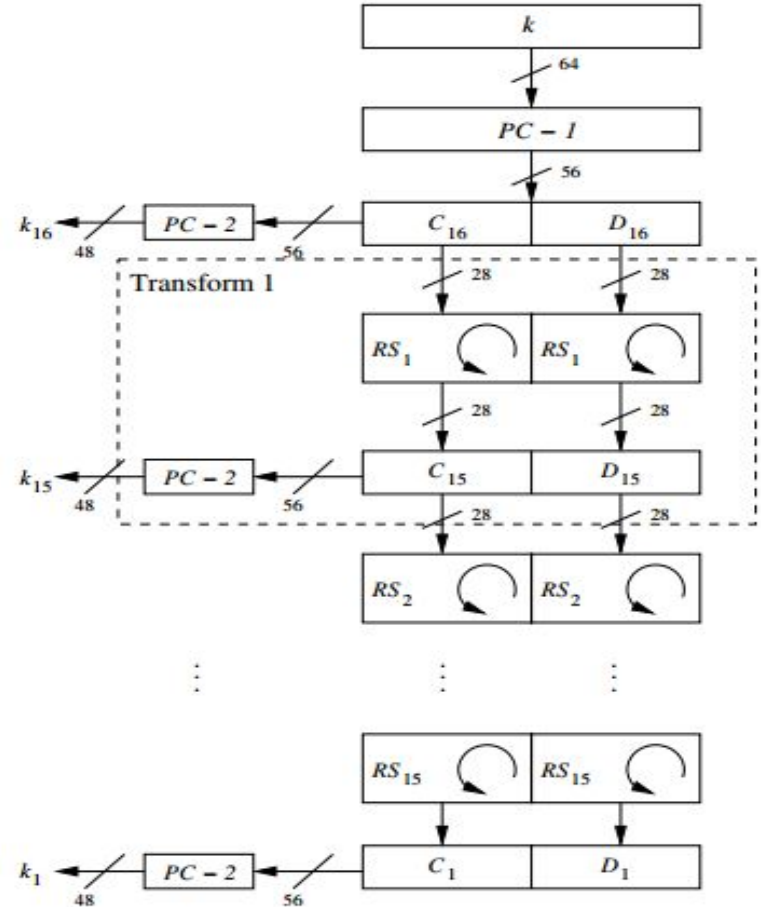 k
64
PC – 1
56
k16 48 PC – 2 56 C16 D16
Transform 1 28 28
RS1 RS1
28 28
k15 48 PC – 2 56 C15 D15
28 28
RS2 RS2
⋮ ⋮ ⋮
RS15 RS15
k1 48 PC – 2 56 C1 D1